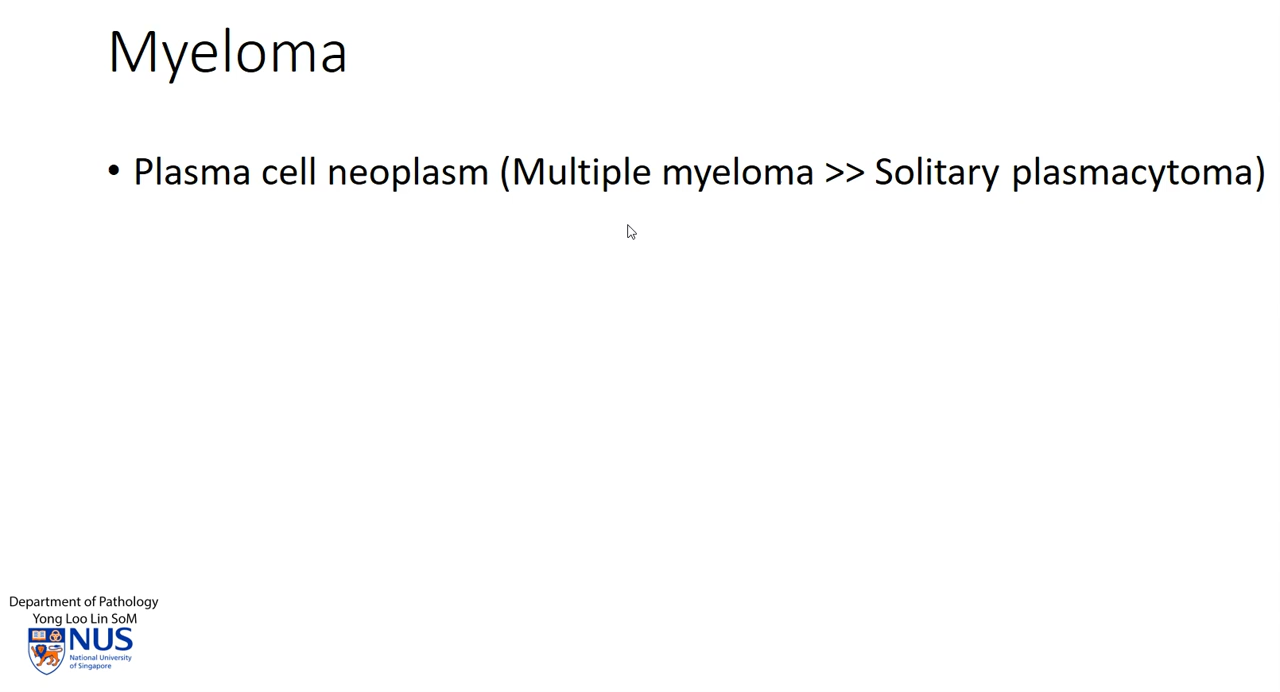 Myeloma
• Plasma cell neoplasm (Multiple myeloma >> Solitary plasmacytoma)
Department of Pathology
Yong Loo Lin SoM
NUS
National University
of Singapore